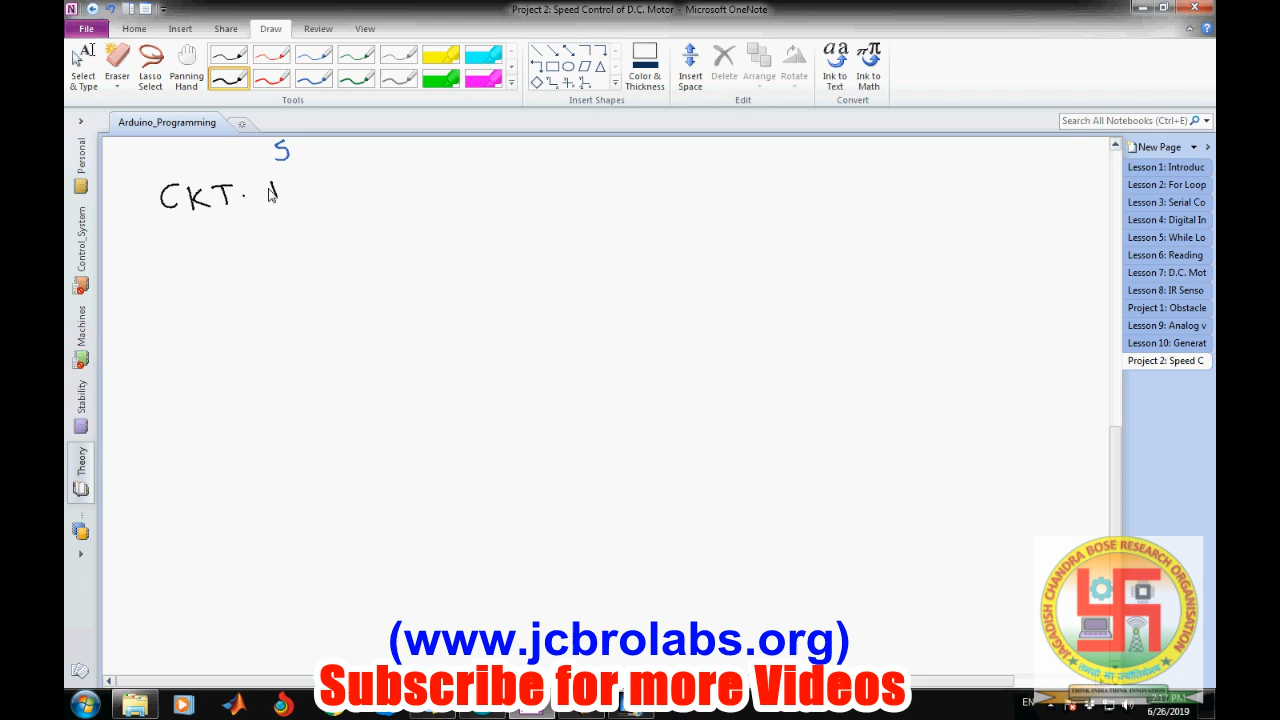 Project 2: Speed Control of D.C. Motor - Microsoft OneNote
File Home Insert Share Draw Review View
Select & Type
Eraser
Lasso Select
Panning Hand
Color & Thickness
Insert Space
Delete
Arrange
Rotate
Ink to Text
Ink to Math
Tools Insert Shapes Edit Convert
Arduino_Programming
Search All Notebooks (Ctrl+E)
New Page
Personal
Control_System
Machines
Stability
Theory
5
CKT.
Lesson 1: Introduc
Lesson 2: For Loop
Lesson 3: Serial Co
Lesson 4: Digital In
Lesson 5: While Lo
Lesson 6: Reading
Lesson 7: D.C. Mot
Lesson 8: IR Senso
Project 1: Obstacle
Lesson 9: Analog v
Lesson 10: Generat
Project 2: Speed C
JAGADISH CHANDRA BOSE RESEARCH ORGANISATION
THINK INDIA THINK INNOVATION
(www.jcbrolabs.org)
Subscribe for more Videos
EN
2:17 PM
6/26/2019